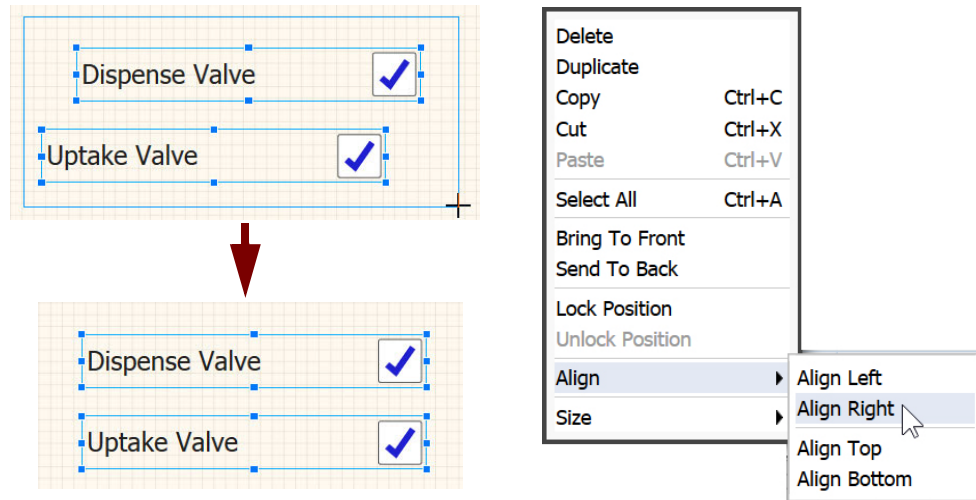 Dispense Valve
Uptake Valve
Dispense Valve
Uptake Valve
Delete
Duplicate
Copy Ctrl+C
Cut Ctrl+X
Paste Ctrl+V
Select All Ctrl+A
Bring To Front
Send To Back
Lock Position
Unlock Position
Align
Size
Align Left
Align Right
Align Top
Align Bottom